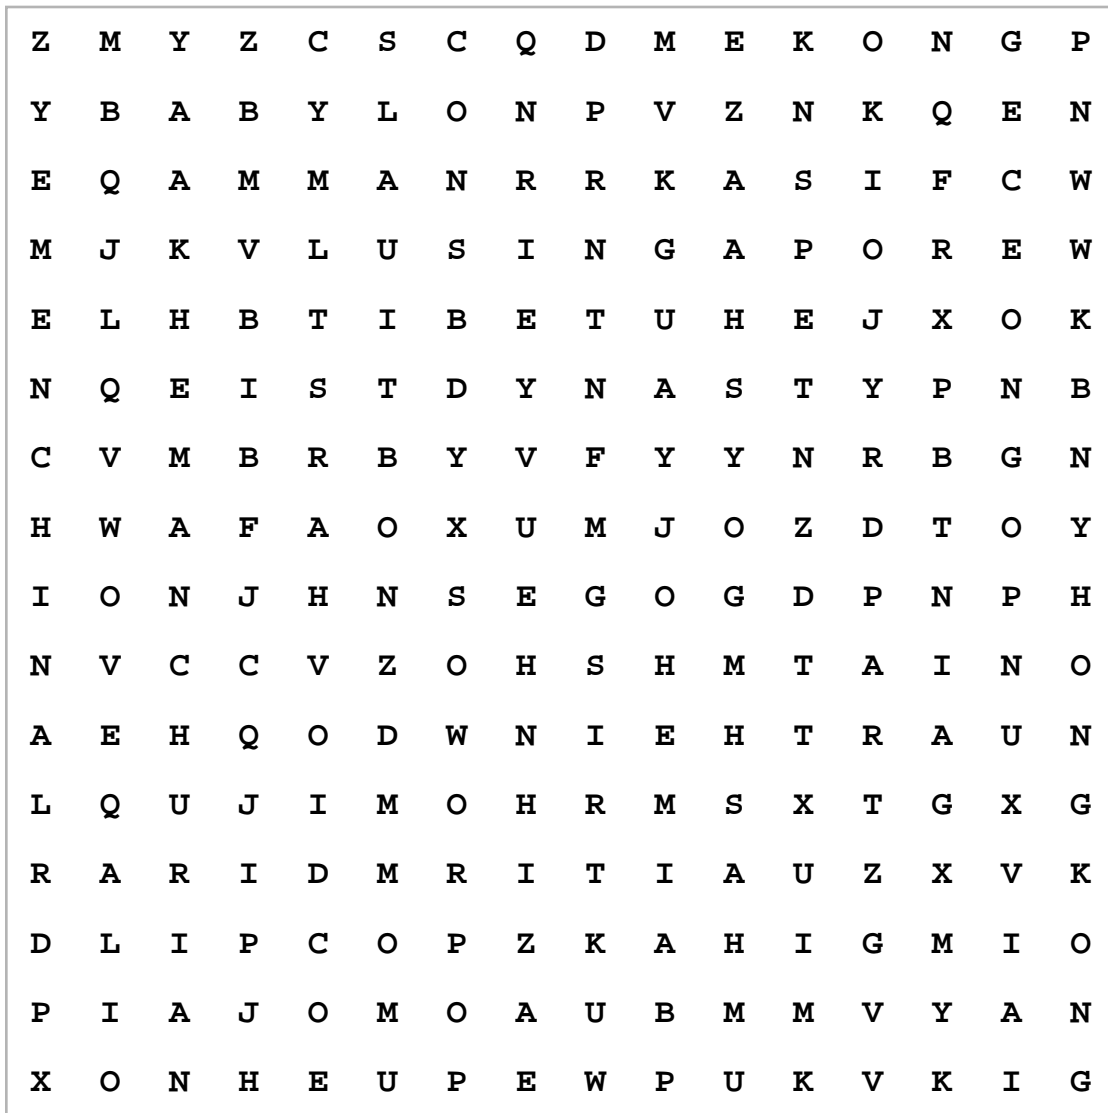 Z M Y Z C S C Q D M E K O N G P
Y B A B Y L O N P V Z N K Q E N
E Q A M M A N R R K A S I F C W
M J K V L U S I N G A P O R E W
E L H B T I B E T U H E J X O K
N Q E I S T D Y N A S T Y P N B
C V M B R B Y V F Y Y N R B G N
H W A F A O X U M J O Z D T O Y
I O N J H N S E G O G D P N P H
N V C C V Z O H S H M T A I N O
A E H Q O D W N I E H T R A U N
L Q U J I M O H R M S X T G X G
R A R I D M R I T I A U Z X V K
D L I P C O P Z K A H I G M I O
P I A J O M O A U B M M V Y A N
X O N H E U P E W P U K V K I G